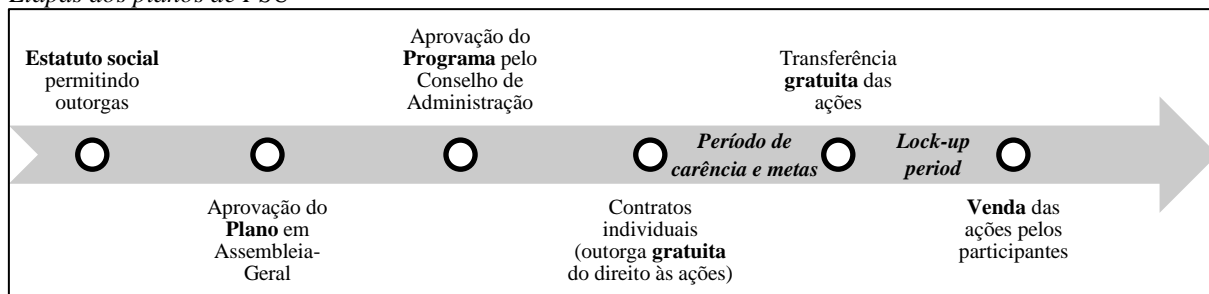 Etapas dos planos de PSU
Estatuto social
permitindo
outorgas
Aprovação do
Programa pelo
Conselho de
Administração
Transferência
gratuita das
ações
Período de
carência e metas
Lock-up
period
Aprovação do
Plano em
Assembleia-
Geral
Contratos
individuais
(outorga gratuita
do direito às ações)
Venda das
ações pelos
participantes